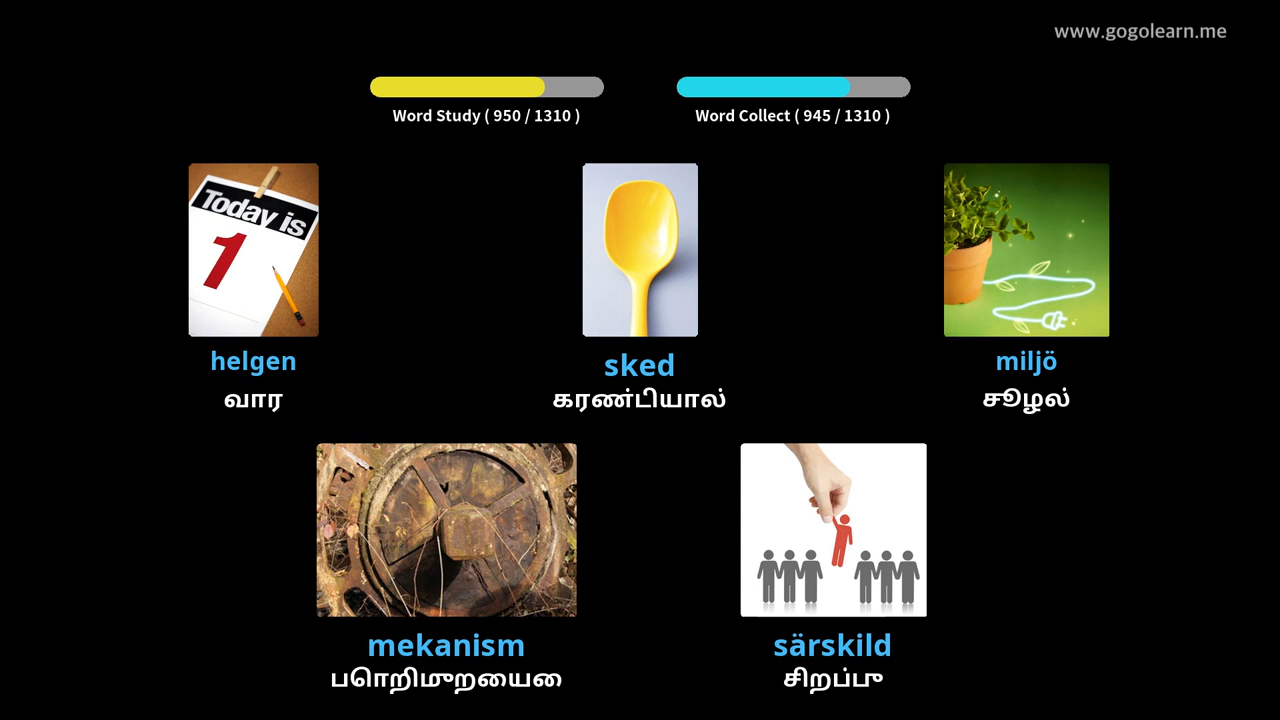 www.gogolearn.me
Word Study ( 950 / 1310 )
Word Collect ( 945 / 1310 )
Today is
1
helgen
வார
sked
கரண்டியால்
miljö
சூழல்
mekanism
பொறிமுறையை
särskild
சிறப்பு